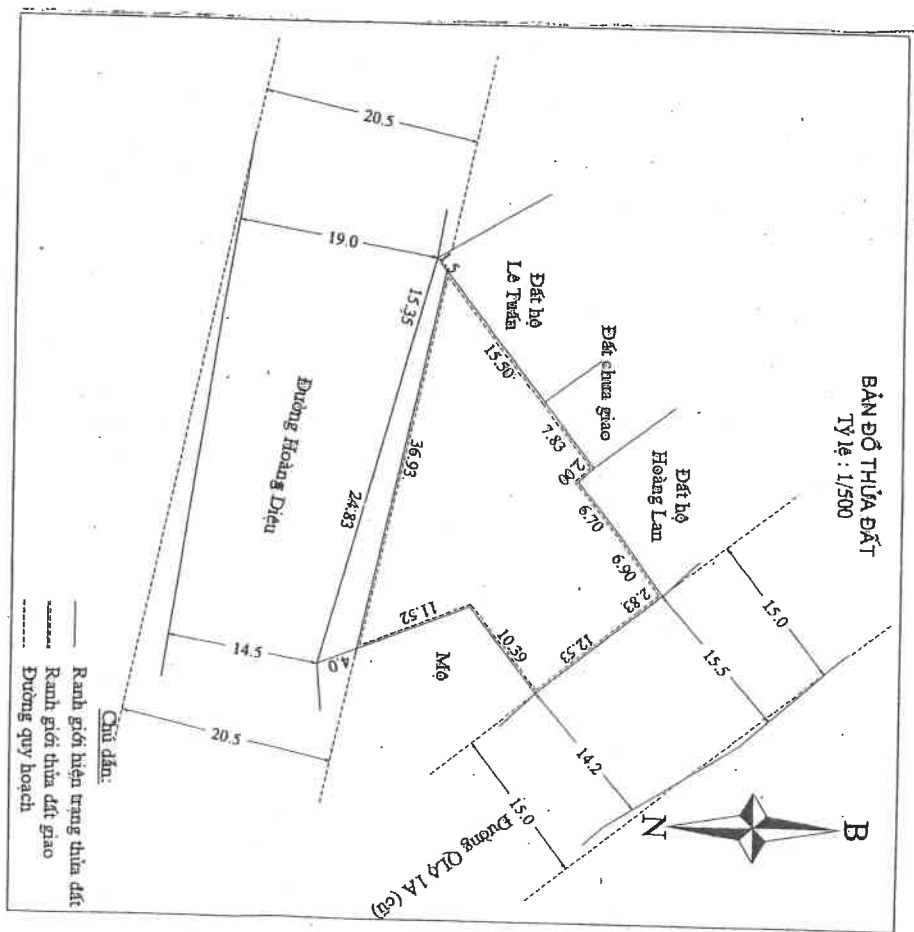 BẢN ĐỒ THỬA ĐẤT
Tỷ lệ : 1/500
20.5
19.0
1.5
15.35
Đất hộ
Lê Tuấn
15.50
Đất chưa giao
7.83
2.00
Đất hộ
Hoàng Lan
6.70
6.90
2.83
15.0
15.5
Đường Hoàng Diệu
36.93
24.83
11.52
10.39
12.53
Mộ
14.5
4.0
20.5
14.2
15.0
Đường QLộ 1A (cũ)
B
N
Chú dẫn:
Ranh giới hiện trạng thửa đất
Ranh giới thửa đất giao
Đường quy hoạch